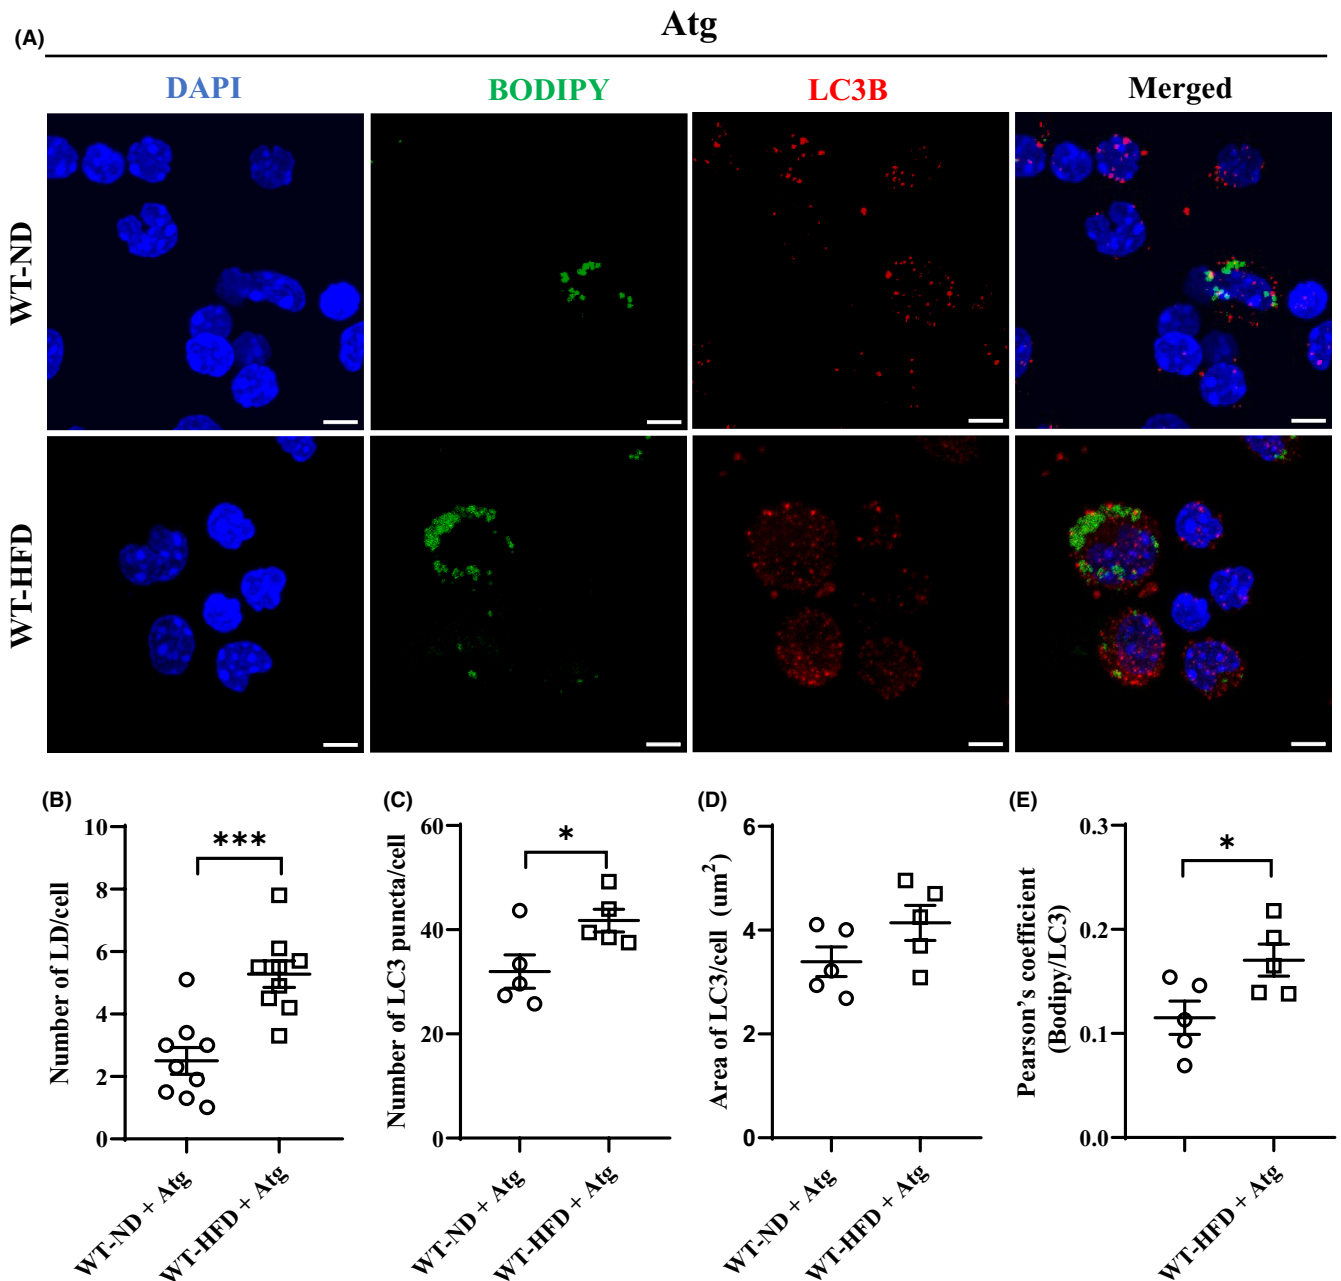 (A)
Atg
DAPI BODIPY LC3B Merged
WT-ND
WT-HFD
(B)
Number of LD/cell
10
8
6
4
2
0
***
WT-ND + Atg
WT-HFD + Atg
(C)
Number of LC3 puncta/cell
60
40
20
0
*
WT-ND + Atg
WT-HFD + Atg
(D)
Area of LC3/cell (um²)
6
4
2
0
WT-ND + Atg
WT-HFD + Atg
(E)
Pearson's coefficient
(Bodipy/LC3)
0.3
0.2
0.1
0.0
*
WT-HFD + Atg